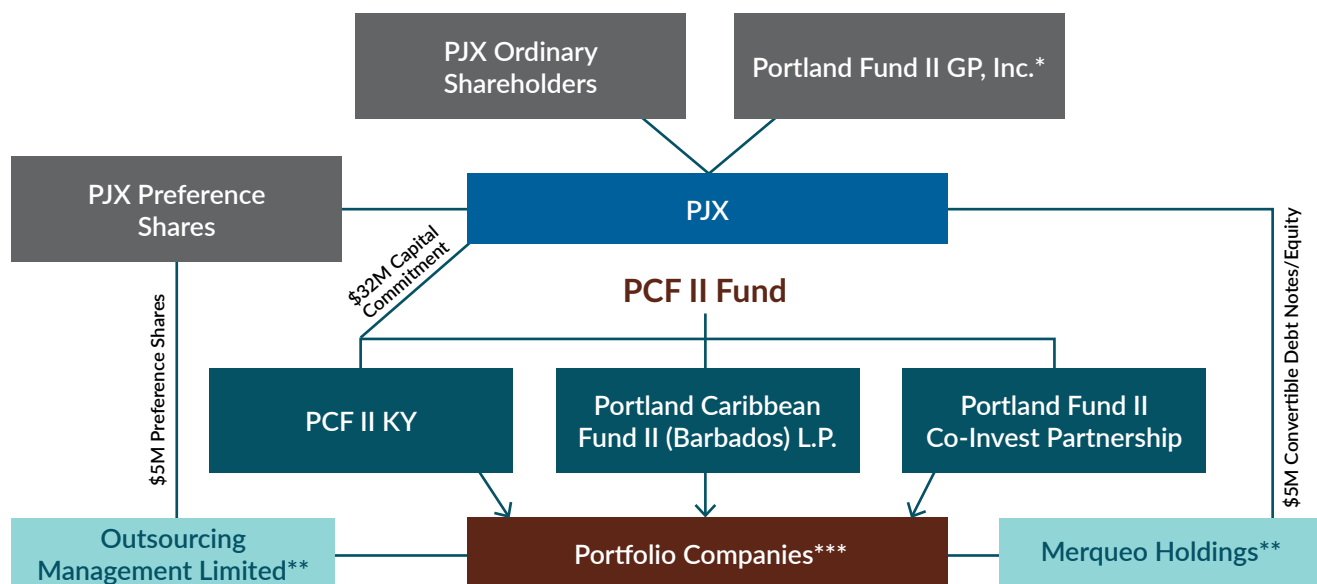 PJX Ordinary
Shareholders
Portland Fund II GP, Inc.*
PJX Preference
Shares
PJX
$32M Capital
Commitment
PCF II Fund
$5M Preference Shares
$5M Convertible Debt Notes/Equity
PCF II KY
Portland Caribbean
Fund II (Barbados) L.P.
Portland Fund II
Co-Invest Partnership
Outsourcing
Management Limited**
Portfolio Companies***
Merqueo Holdings**